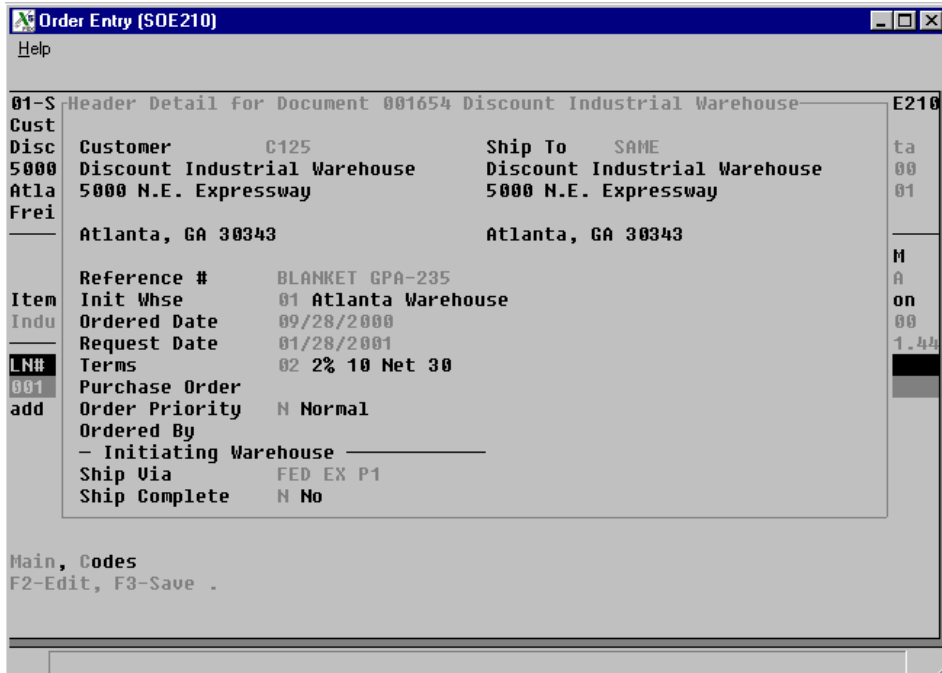 Order Entry (SOE210)
Help
01-S Header Detail for Document 001654 Discount Industrial Warehouse E210
Cust
Disc Customer C125 Ship To SAME ta
5000 Discount Industrial Warehouse Discount Industrial Warehouse 00
Atla 5000 N.E. Expressway 5000 N.E. Expressway 01
Frei
Atlanta, GA 30343 Atlanta, GA 30343
M
Reference # BLANKET GPA-235 A
Item Init Whse 01 Atlanta Warehouse on
Indu Ordered Date 09/28/2000 00
Request Date 01/28/2001 1.44
LN# Terms 02 2% 10 Net 30
001 Purchase Order
add Order Priority N Normal
Ordered By
Initiating Warehouse
Ship Via FED EX P1
Ship Complete N No
Main, Codes
F2-Edit, F3-Save .